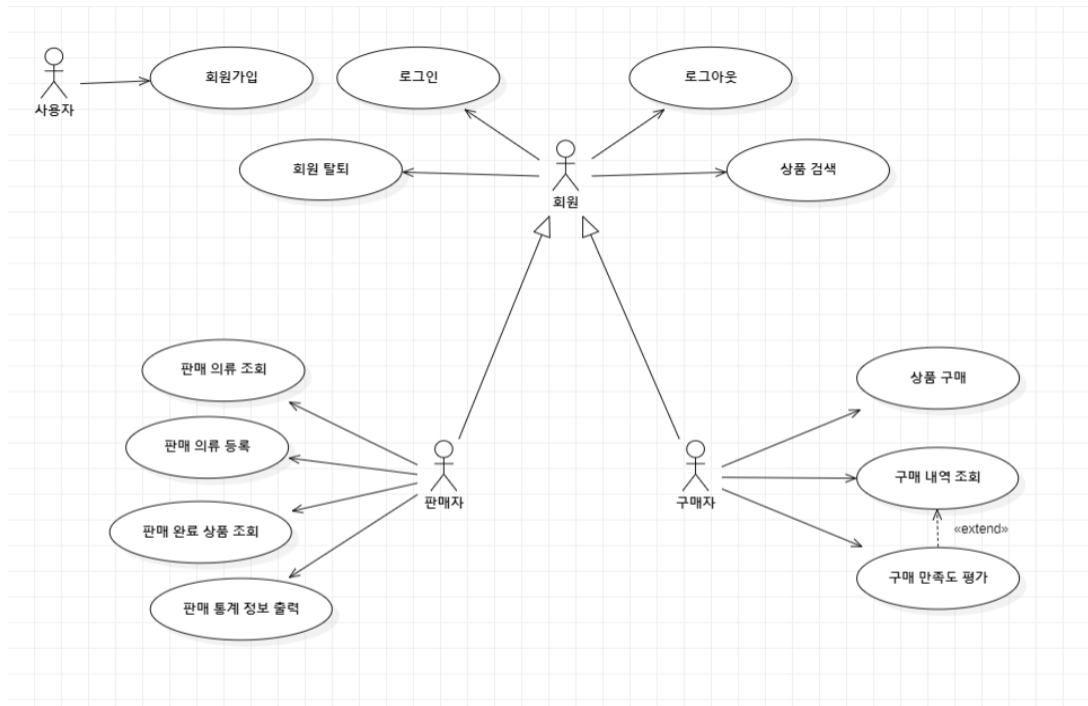 회원가입
로그인
로그아웃
사용자
회원 탈퇴
상품 검색
회원
판매 의류 조회
상품 구매
판매 의류 등록
구매 내역 조회
판매자
구매자
판매 완료 상품 조회
«extend»
구매 만족도 평가
판매 통계 정보 출력